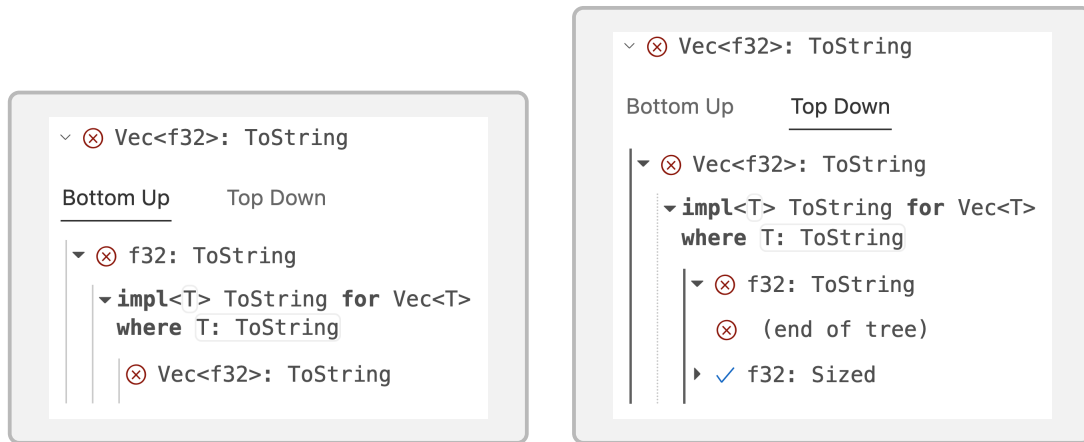 Vec<f32>: ToString
Bottom Up Top Down
f32: ToString
impl<T> ToString for Vec<T>
where T: ToString
Vec<f32>: ToString
Vec<f32>: ToString
Bottom Up Top Down
Vec<f32>: ToString
impl<T> ToString for Vec<T>
where T: ToString
f32: ToString
(end of tree)
f32: Sized